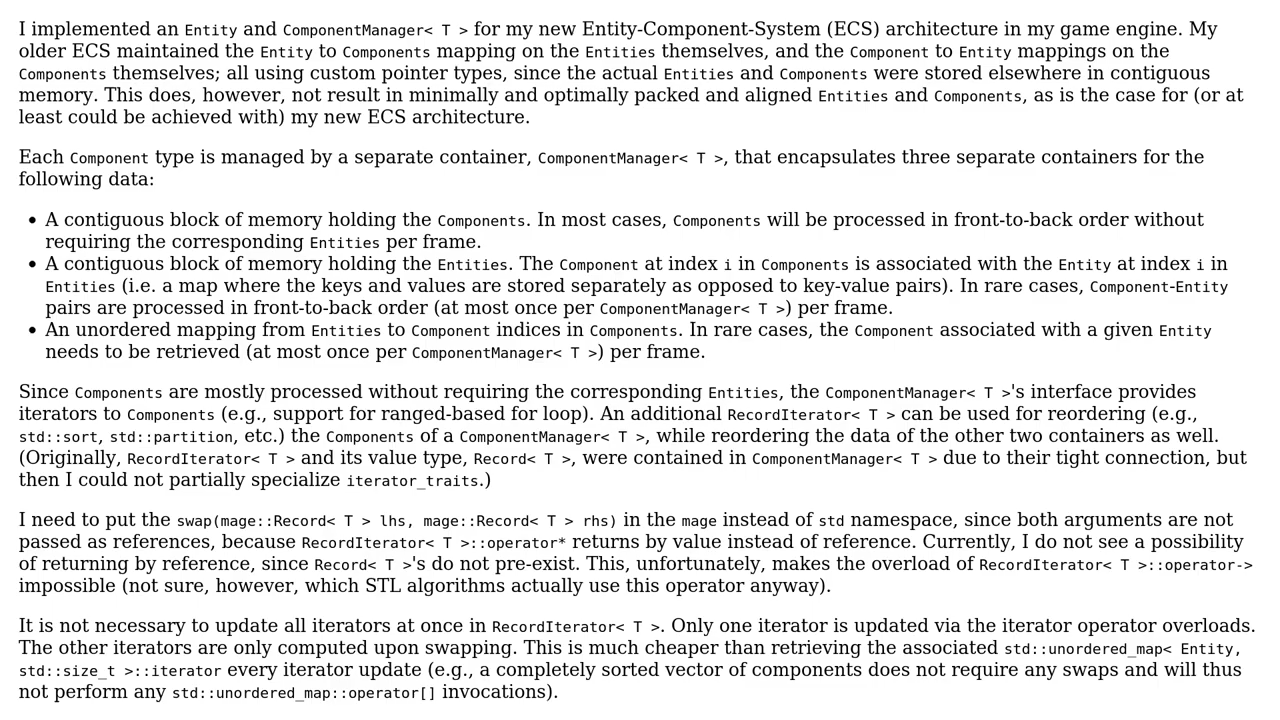 I implemented an Entity and ComponentManager< T > for my new Entity-Component-System (ECS) architecture in my game engine. My
older ECS maintained the Entity to Components mapping on the Entities themselves, and the Component to Entity mappings on the
Components themselves; all using custom pointer types, since the actual Entities and Components were stored elsewhere in contiguous
memory. This does, however, not result in minimally and optimally packed and aligned Entities and Components, as is the case for (or at
least could be achieved with) my new ECS architecture.
Each Component type is managed by a separate container, ComponentManager< T >, that encapsulates three separate containers for the
following data:
• A contiguous block of memory holding the Components. In most cases, Components will be processed in front-to-back order without
requiring the corresponding Entities per frame.
• A contiguous block of memory holding the Entities. The Component at index i in Components is associated with the Entity at index i in
Entities (i.e. a map where the keys and values are stored separately as opposed to key-value pairs). In rare cases, Component-Entity
pairs are processed in front-to-back order (at most once per ComponentManager< T >) per frame.
• An unordered mapping from Entities to Component indices in Components. In rare cases, the Component associated with a given Entity
needs to be retrieved (at most once per ComponentManager< T >) per frame.
Since Components are mostly processed without requiring the corresponding Entities, the ComponentManager< T >'s interface provides
iterators to Components (e.g., support for ranged-based for loop). An additional RecordIterator< T > can be used for reordering (e.g.,
std::sort, std::partition, etc.) the Components of a ComponentManager< T >, while reordering the data of the other two containers as well.
(Originally, RecordIterator< T > and its value type, Record< T >, were contained in ComponentManager< T > due to their tight connection, but
then I could not partially specialize iterator_traits.)
I need to put the swap(mage::Record< T > lhs, mage::Record< T > rhs) in the mage instead of std namespace, since both arguments are not
passed as references, because RecordIterator< T >::operator* returns by value instead of reference. Currently, I do not see a possibility
of returning by reference, since Record< T >'s do not pre-exist. This, unfortunately, makes the overload of RecordIterator< T >::operator->
impossible (not sure, however, which STL algorithms actually use this operator anyway).
It is not necessary to update all iterators at once in RecordIterator< T >. Only one iterator is updated via the iterator operator overloads.
The other iterators are only computed upon swapping. This is much cheaper than retrieving the associated std::unordered_map< Entity,
std::size_t >::iterator every iterator update (e.g., a completely sorted vector of components does not require any swaps and will thus
not perform any std::unordered_map::operator[] invocations).